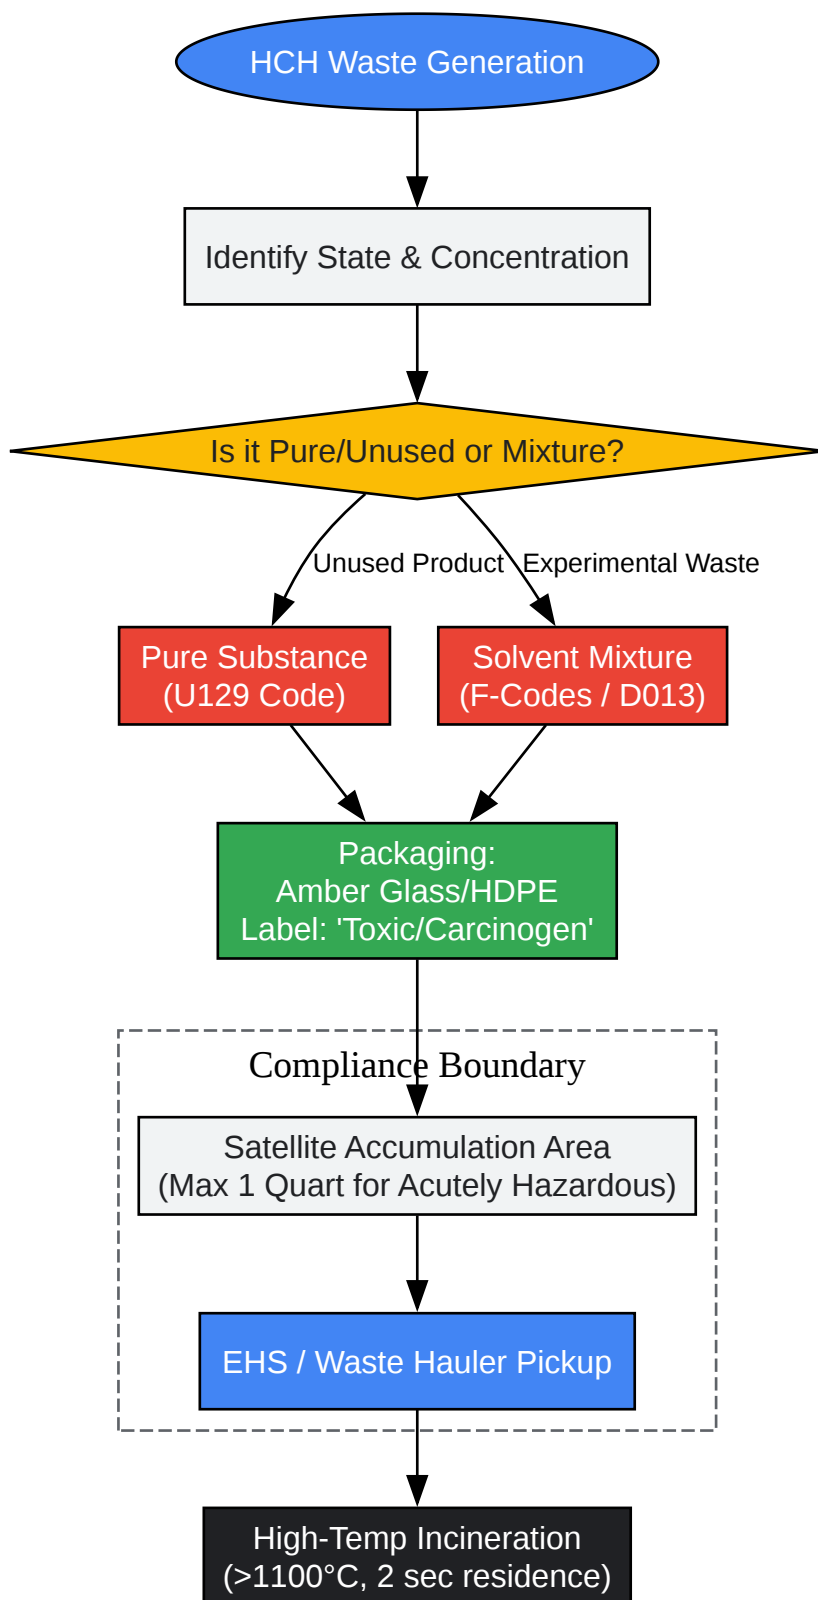 HCH Waste Generation
Identify State & Concentration
Is it Pure/Unused or Mixture?
Unused Product
Experimental Waste
Pure Substance
(U129 Code)
Solvent Mixture
(F-Codes / D013)
Packaging:
Amber Glass/HDPE
Label: 'Toxic/Carcinogen'
Compliance Boundary
Satellite Accumulation Area
(Max 1 Quart for Acutely Hazardous)
EHS / Waste Hauler Pickup
High-Temp Incineration
(>1100°C, 2 sec residence)